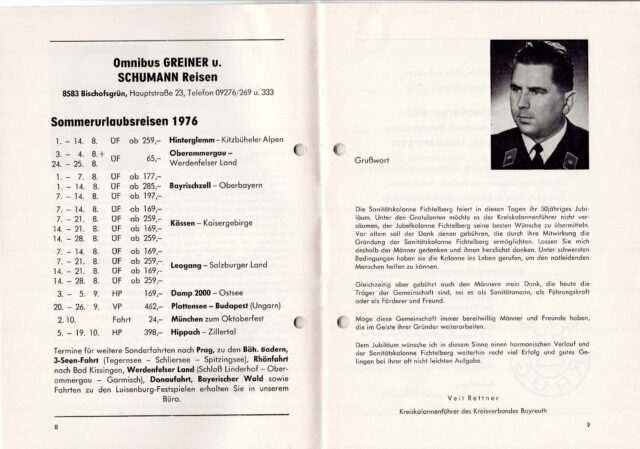 Omnibus GREINER u.
SCHUMANN Reisen
8583 Bischofsgrün, Hauptstraße 23, Telefon 09276/269 u. 333
Sommerurlaubsreisen 1976
1. – 14. 8. ÜF ab 259,– Hinterglemm – Kitzbüheler Alpen
3. – 4. 8. + ÜF 65,– Oberammergau –
24. – 25. 8. Werdenfelser Land
1. – 7. 8. ÜF ab 177,–
1. – 14. 8. ÜF ab 285,– Bayrischzell – Oberbayern
7. – 14. 8. ÜF ab 197,–
7. – 14. 8. ÜF ab 169,–
7. – 21. 8. ÜF ab 259,– Kössen – Kaisergebirge
14. – 21. 8. ÜF ab 169,–
14. – 28. 8. ÜF ab 259,–
7. – 14. 8. ÜF ab 169,–
7. – 21. 8. ÜF ab 259,– Leogang – Salzburger Land
14. – 21. 8. ÜF ab 169,–
14. – 28. 8. ÜF ab 259,–
3. – 5. 9. HP 169,– Damp 2000 – Ostsee
20. – 26. 9. VP 462,– Plattensee – Budapest (Ungarn)
2. 10. Fahrt 24,– München zum Oktoberfest
5. – 19. 10. HP 398,– Hippach – Zillertal
Termine für weitere Sonderfahrten nach Prag, zu den Böh. Bädern,
3-Seen-Fahrt (Tegernsee – Schliersee – Spitzingsee), Rhönfahrt
nach Bad Kissingen, Werdenfelser Land (Schloß Linderhof – Ober-
ammergau – Garmisch), Donaufahrt, Bayerischer Wald sowie
Fahrten zu den Luisenburg-Festspielen erhalten Sie in unserem
Büro.
8
Grußwort
Die Sanitätskolonne Fichtelberg feiert in diesen Tagen ihr 50jähriges Jubi-
läum. Unter den Gratulanten möchte es der Kreiskolonnenführer nicht ver-
säumen, der Jubelkolonne Fichtelberg seine besten Wünsche zu übermitteln.
Vor allem soll der Dank denen gebühren, die durch ihre Mitwirkung die
Gründung der Sanitätskolonne Fichtelberg ermöglichten. Lassen Sie mich
deshalb der Männer gedenken und ihnen herzlichst danken. Unter schwersten
Bedingungen haben sie die Kolonne ins Leben gerufen, um den notleidenden
Menschen helfen zu können.
Gleichzeitig aber gebührt auch den Männern mein Dank, die heute die
Träger der Gemeinschaft sind, sei es als Sanitätsmann, als Führungskraft
oder als Förderer und Freund.
Möge diese Gemeinschaft immer bereitwillig Männer und Freunde haben,
die im Geiste ihrer Gründer weiterarbeiten.
Dem Jubiläum wünsche ich in diesem Sinne einen harmonischen Verlauf und
der Sanitätskolonne Fichtelberg weiterhin recht viel Erfolg und gutes Ge-
lingen bei ihrer oft nicht leichten Aufgabe.
Veit Rettner
Kreiskolonnenführer des Kreisverbandes Bayreuth
9